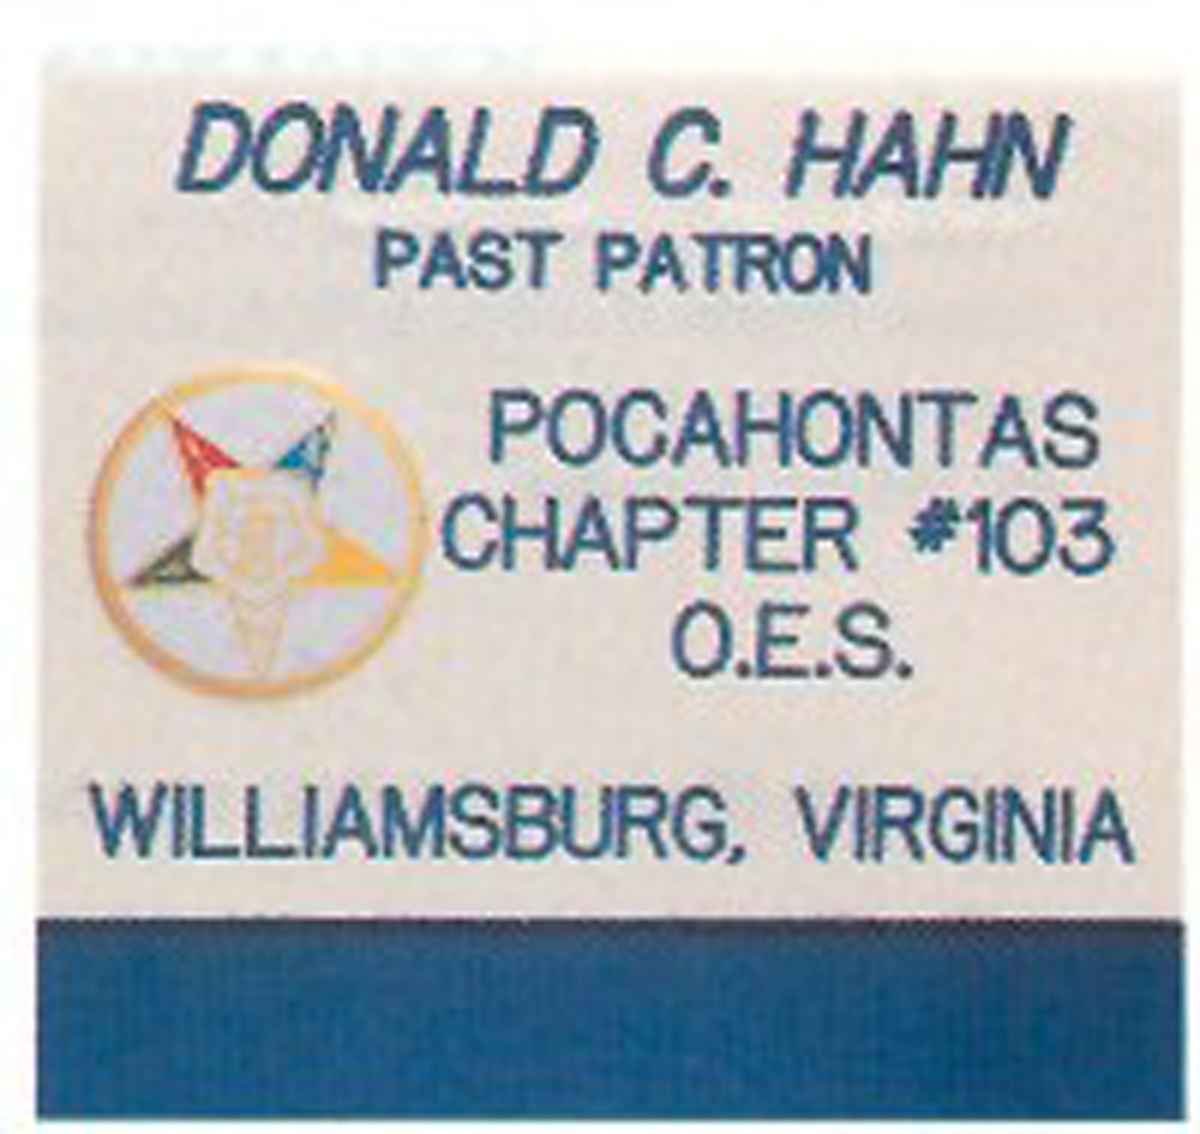 DONALD C. HAHN
PAST PATRON
POCAHONTAS
CHAPTER #103
O.E.S.
WILLIAMSBURG, VIRGINIA